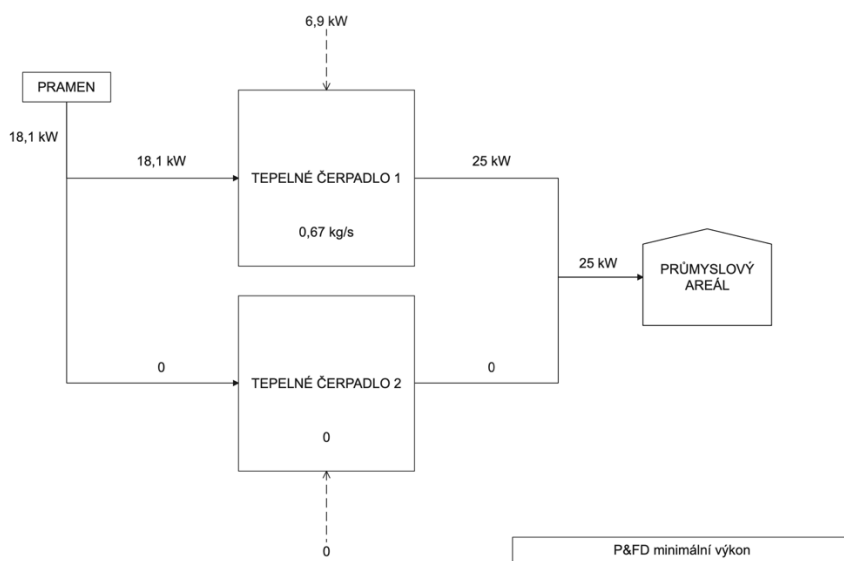 6,9 kW
PRAMEN
18,1 kW
18,1 kW
TEPELNÉ ČERPADLO 1
25 kW
0,67 kg/s
25 kW
PRŮMYSLOVÝ
AREÁL
0
TEPELNÉ ČERPADLO 2
0
0
0
P&FD minimální výkon